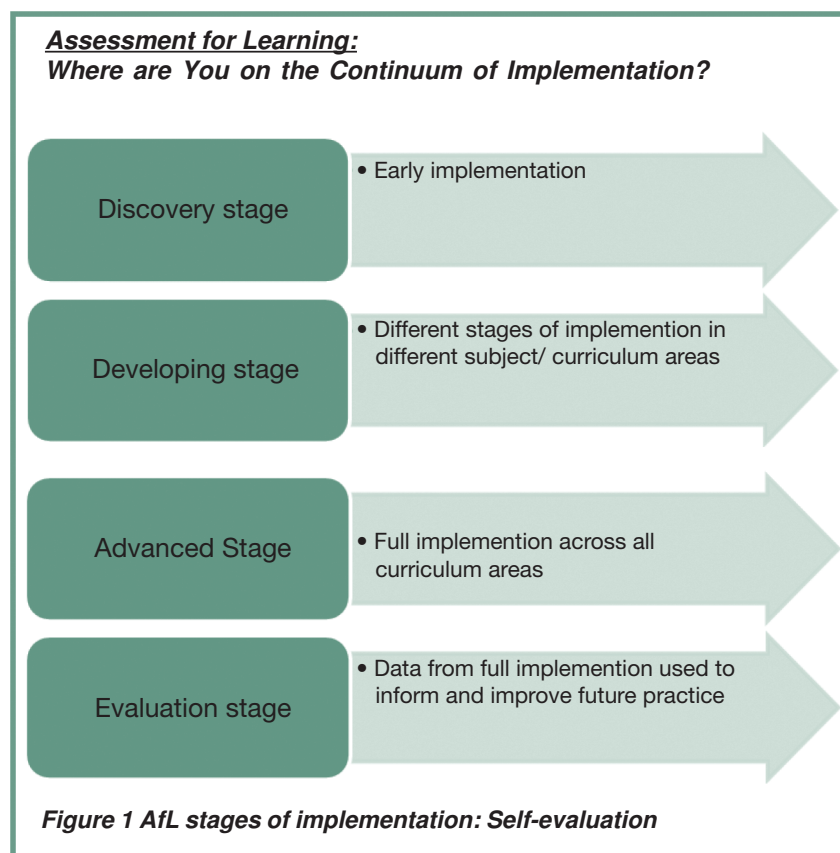 Assessment for Learning:
Where are You on the Continuum of Implementation?
Discovery stage
• Early implementation
Developing stage
• Different stages of implemention in
different subject/ curriculum areas
Advanced Stage
• Full implemention across all
curriculum areas
Evaluation stage
• Data from full implemention used to
inform and improve future practice
Figure 1 AfL stages of implementation: Self-evaluation